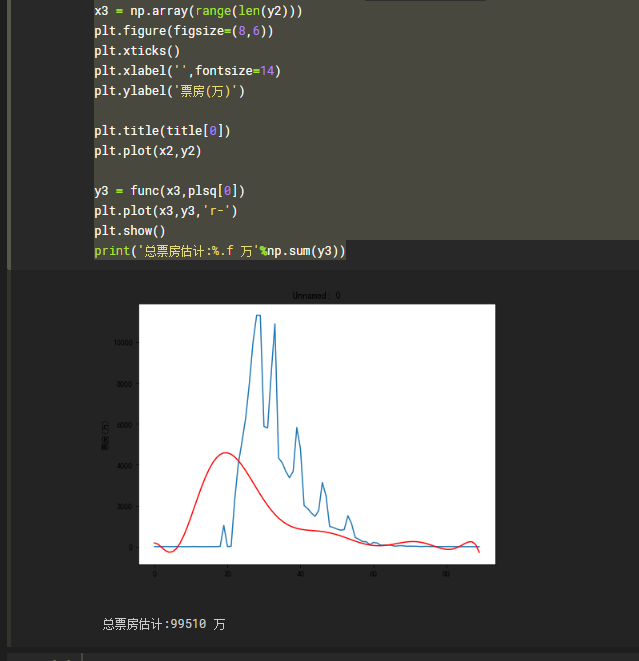 x3 = np.array(range(len(y2)))
plt.figure(figsize=(8,6))
plt.xticks()
plt.xlabel('',fontsize=14)
plt.ylabel('票房(万)')
plt.title(title[0])
plt.plot(x2,y2)
y3 = func(x3,plsq[0])
plt.plot(x3,y3,'r-')
plt.show()
print('总票房估计:%.f 万'%np.sum(y3))
Unnamed: 0
10000
8000
6000
票房(万)
4000
2000
0
0 20 40 60 80
总票房估计:99510 万